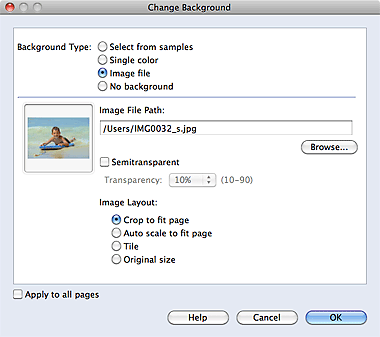 Change Background
Background Type: Select from samples
Single color
Image file
No background
Image File Path:
/Users/IMG0032_s.jpg
Browse...
Semitransparent
Transparency: 10% (10-90)
Image Layout:
Crop to fit page
Auto scale to fit page
Tile
Original size
Apply to all pages
Help Cancel OK